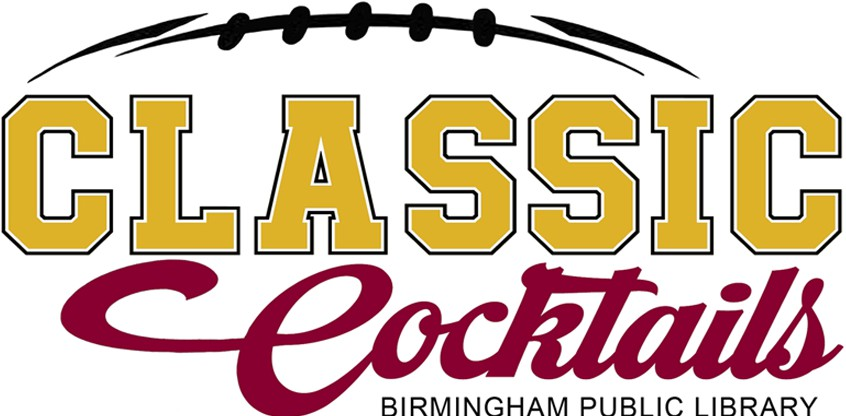 CLASSIC
Cocktails
BIRMINGHAM PUBLIC LIBRARY